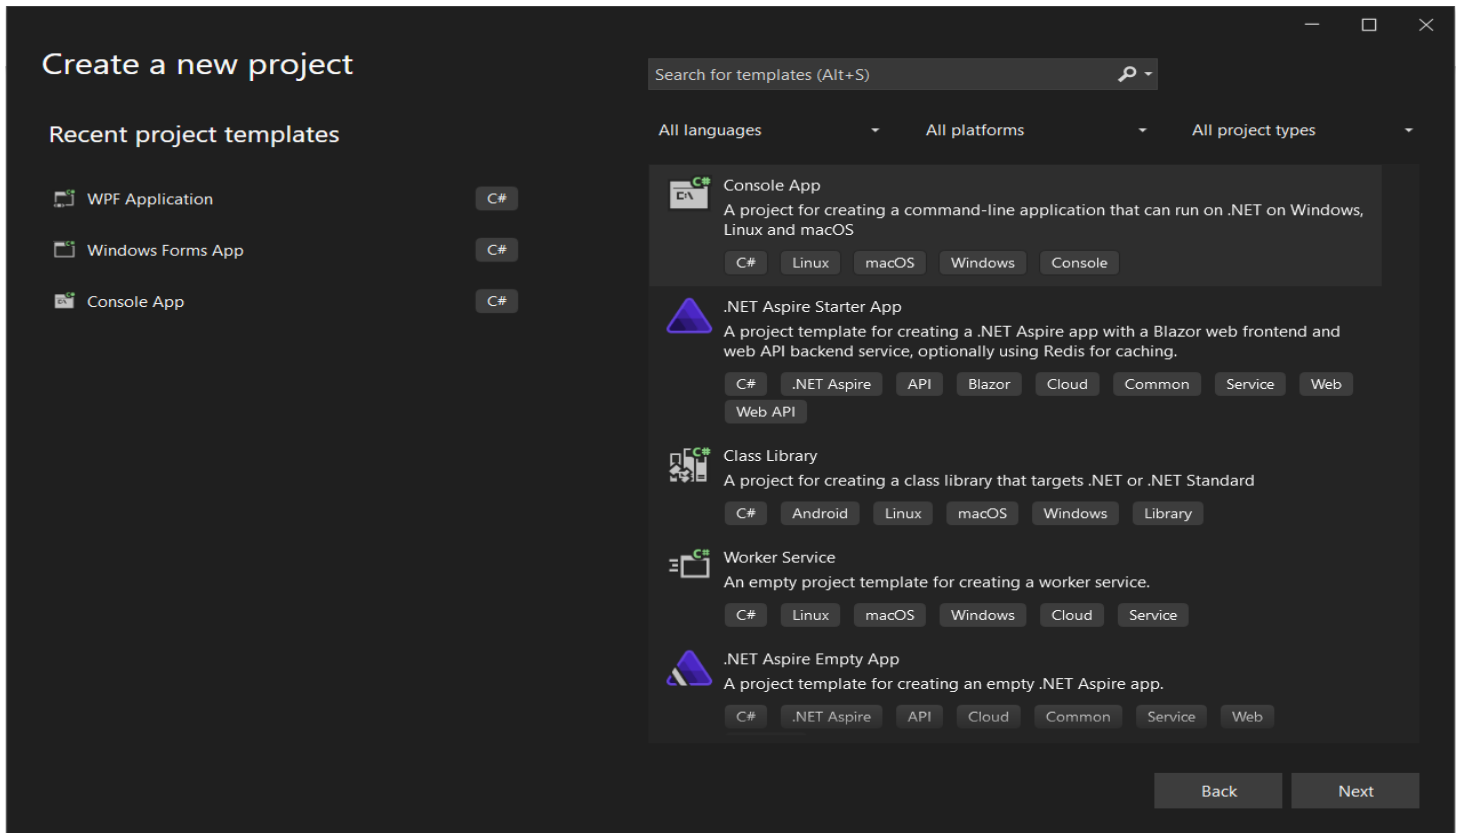 Create a new project
Recent project templates
WPF Application C#
Windows Forms App C#
Console App C#
Search for templates (Alt+S)
All languages All platforms All project types
Console App
A project for creating a command-line application that can run on .NET on Windows,
Linux and macOS
C# Linux macOS Windows Console
.NET Aspire Starter App
A project template for creating a .NET Aspire app with a Blazor web frontend and
web API backend service, optionally using Redis for caching.
C# .NET Aspire API Blazor Cloud Common Service Web
Web API
Class Library
A project for creating a class library that targets .NET or .NET Standard
C# Android Linux macOS Windows Library
Worker Service
An empty project template for creating a worker service.
C# Linux macOS Windows Cloud Service
.NET Aspire Empty App
A project template for creating an empty .NET Aspire app.
C# .NET Aspire API Cloud Common Service Web
Back Next